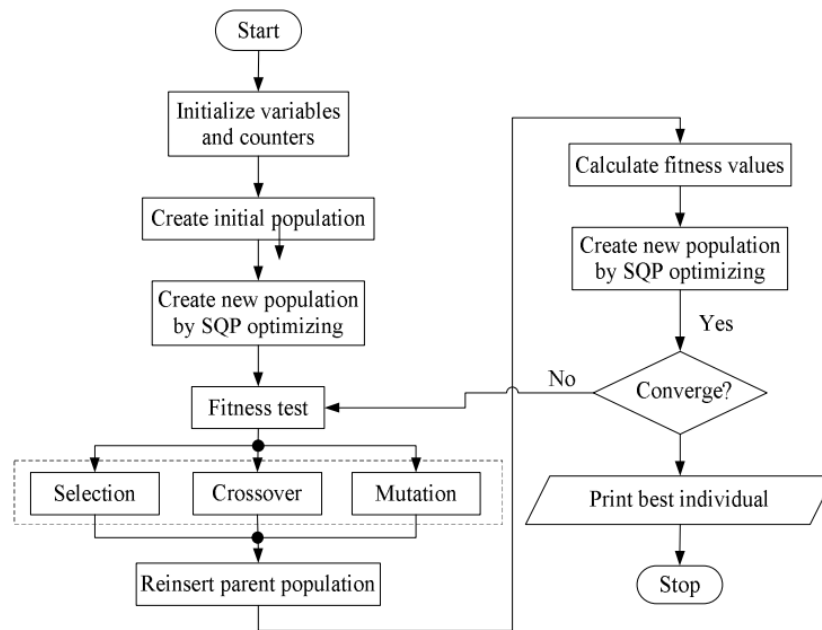 Start
Initialize variables
and counters
Create initial population
Create new population
by SQP optimizing
Fitness test
Selection
Crossover
Mutation
Reinsert parent population
Calculate fitness values
Create new population
by SQP optimizing
Yes
No
Converge?
Print best individual
Stop